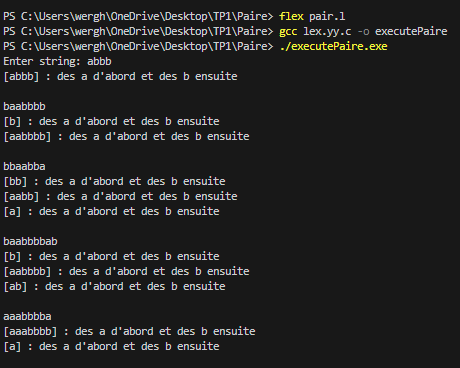 PS C:\Users\wergh\OneDrive\Desktop\TP1\Paire> flex pair.l
PS C:\Users\wergh\OneDrive\Desktop\TP1\Paire> gcc lex.yy.c -o executePaire
PS C:\Users\wergh\OneDrive\Desktop\TP1\Paire> ./executePaire.exe
Enter string: abbb
[abbb] : des a d'abord et des b ensuite
baabbbb
[b] : des a d'abord et des b ensuite
[aabbbb] : des a d'abord et des b ensuite
bbaabba
[bb] : des a d'abord et des b ensuite
[aabb] : des a d'abord et des b ensuite
[a] : des a d'abord et des b ensuite
baabbbbab
[b] : des a d'abord et des b ensuite
[aabbbb] : des a d'abord et des b ensuite
[ab] : des a d'abord et des b ensuite
aaabbbba
[aaabbbb] : des a d'abord et des b ensuite
[a] : des a d'abord et des b ensuite